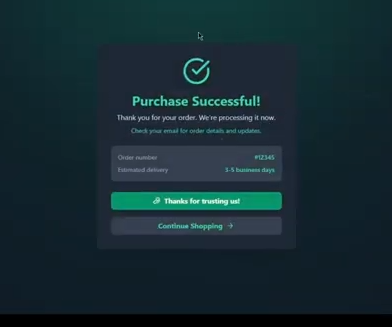 Purchase Successful!
Thank you for your order. We're processing it now.
Check your email for order details and updates.
Order number #12345
Estimated delivery 3-5 business days
Thanks for trusting us!
Continue Shopping